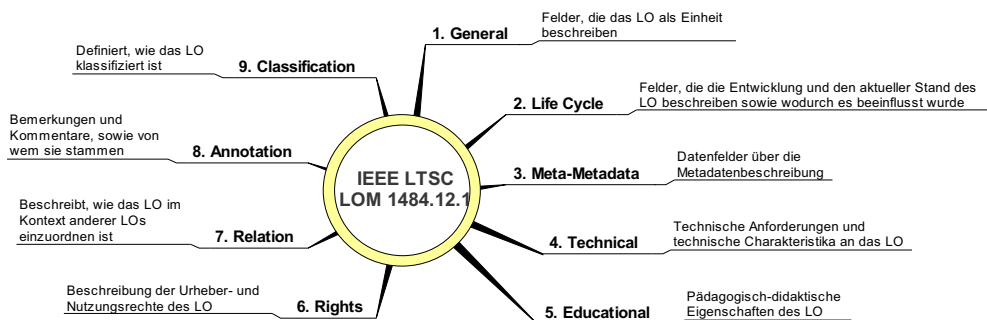 IEEE LTSC
LOM 1484.12.1
1. General
Felder, die das LO als Einheit
beschreiben
2. Life Cycle
Felder, die die Entwicklung und den aktueller Stand des
LO beschreiben sowie wodurch es beeinflusst wurde
3. Meta-Metadata
Datenfelder über die
Metadatenbeschreibung
4. Technical
Technische Anforderungen und
technische Charakteristika an das LO
5. Educational
Pädagogisch-didaktische
Eigenschaften des LO
6. Rights
Beschreibung der Urheber- und
Nutzungsrechte des LO
7. Relation
Beschreibt, wie das LO im
Kontext anderer LOs
einzuordnen ist
8. Annotation
Bemerkungen und
Kommentare, sowie von
wem sie stammen
9. Classification
Definiert, wie das LO
klassifiziert ist